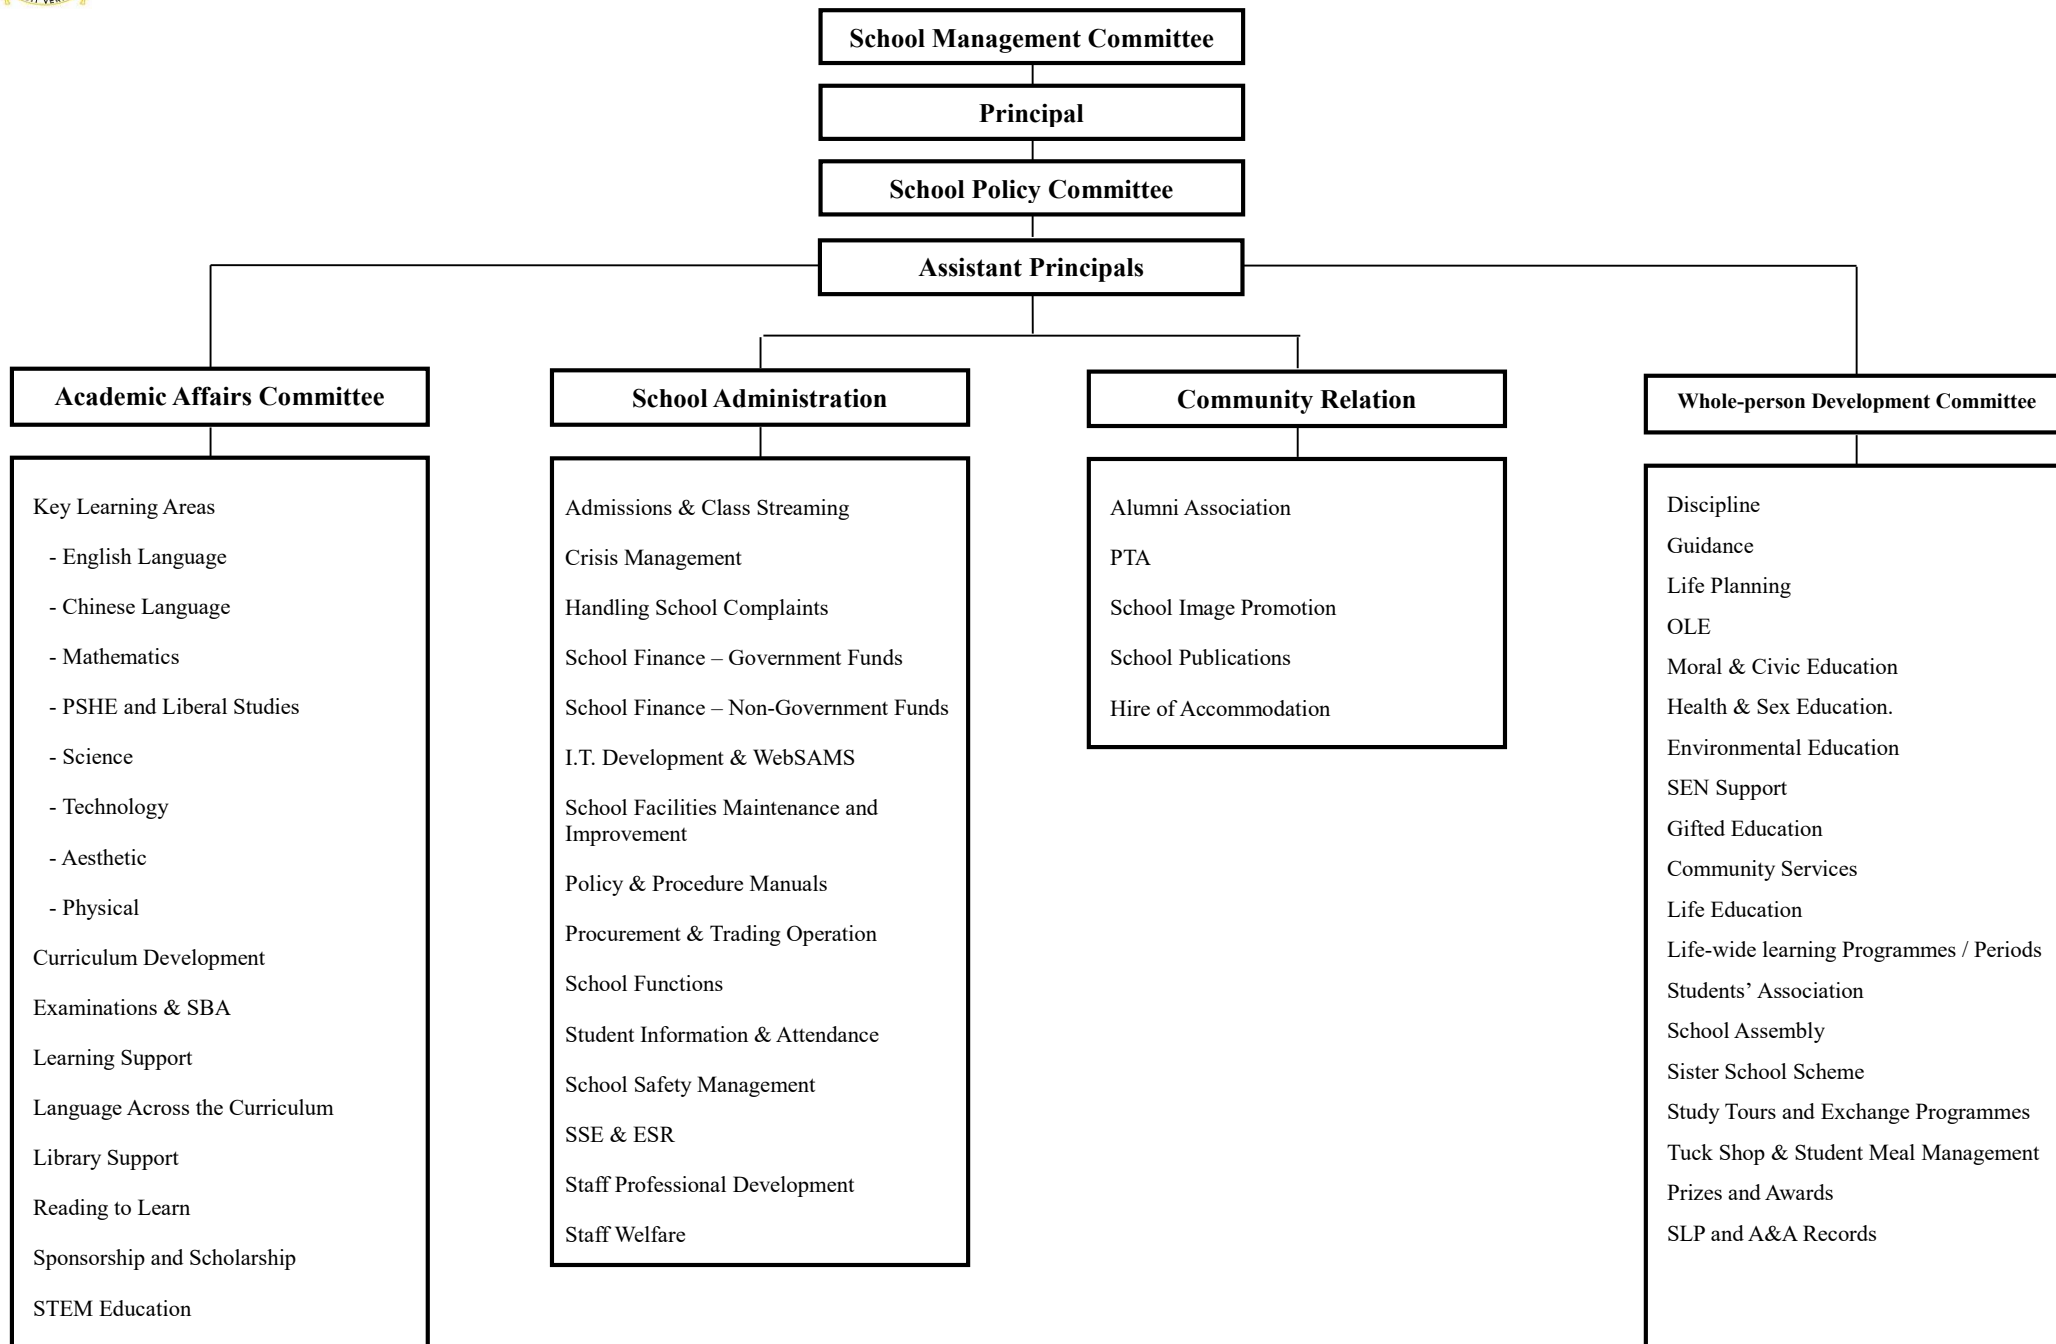 School Management Committee
Principal
School Policy Committee
Assistant Principals
Academic Affairs Committee
Key Learning Areas
- English Language
- Chinese Language
- Mathematics
- PSHE and Liberal Studies
- Science
- Technology
- Aesthetic
- Physical
Curriculum Development
Examinations & SBA
Learning Support
Language Across the Curriculum
Library Support
Reading to Learn
Sponsorship and Scholarship
STEM Education
School Administration
Admissions & Class Streaming
Crisis Management
Handling School Complaints
School Finance – Government Funds
School Finance – Non-Government Funds
I.T. Development & WebSAMS
School Facilities Maintenance and
Improvement
Policy & Procedure Manuals
Procurement & Trading Operation
School Functions
Student Information & Attendance
School Safety Management
SSE & ESR
Staff Professional Development
Staff Welfare
Community Relation
Alumni Association
PTA
School Image Promotion
School Publications
Hire of Accommodation
Whole-person Development Committee
Discipline
Guidance
Life Planning
OLE
Moral & Civic Education
Health & Sex Education.
Environmental Education
SEN Support
Gifted Education
Community Services
Life Education
Life-wide learning Programmes / Periods
Students’ Association
School Assembly
Sister School Scheme
Study Tours and Exchange Programmes
Tuck Shop & Student Meal Management
Prizes and Awards
SLP and A&A Records